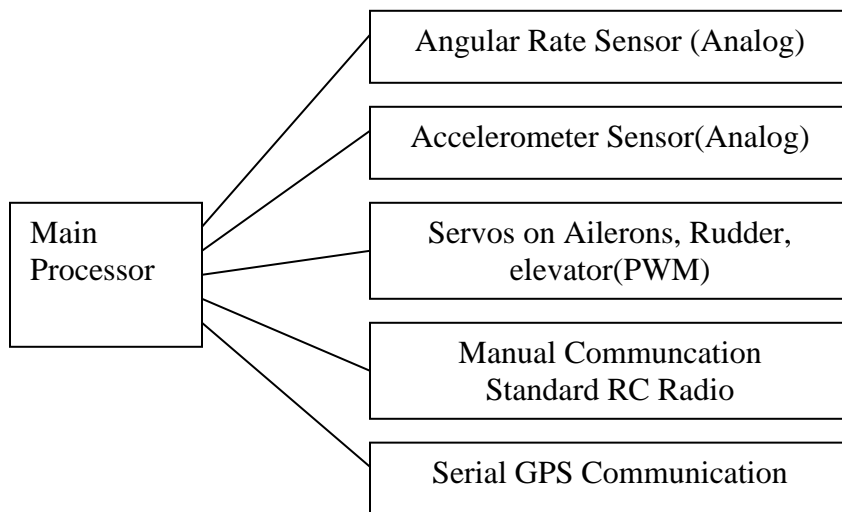 Angular Rate Sensor (Analog)
Accelerometer Sensor(Analog)
Main
Processor
Servos on Ailerons, Rudder,
elevator(PWM)
Manual Communcation
Standard RC Radio
Serial GPS Communication